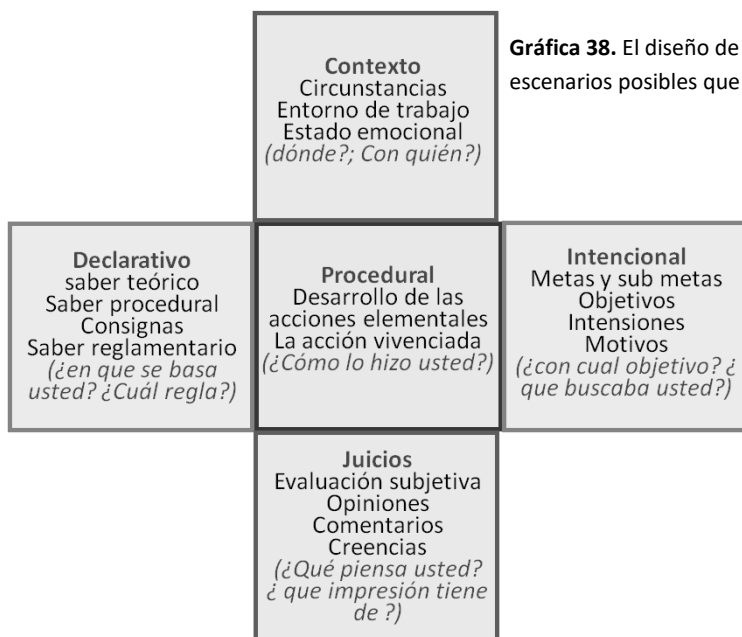 Contexto
Circunstancias
Entorno de trabajo
Estado emocional
(dónde?; Con quién?)
Gráfica 38. El diseño de
escenarios posibles que
Declarativo
saber teórico
Saber procedural
Consignas
Saber reglamentario
(¿en que se basa
usted? ¿Cuál regla?)
Procedural
Desarrollo de las
acciones elementales
La acción vivenciada
(¿Cómo lo hizo usted?)
Intencional
Metas y sub metas
Objetivos
Intensiones
Motivos
(¿con cual objetivo? ¿
que buscaba usted?)
Juicios
Evaluación subjetiva
Opiniones
Comentarios
Creencias
(¿Qué piensa usted?
¿ que impresión tiene
de ?)